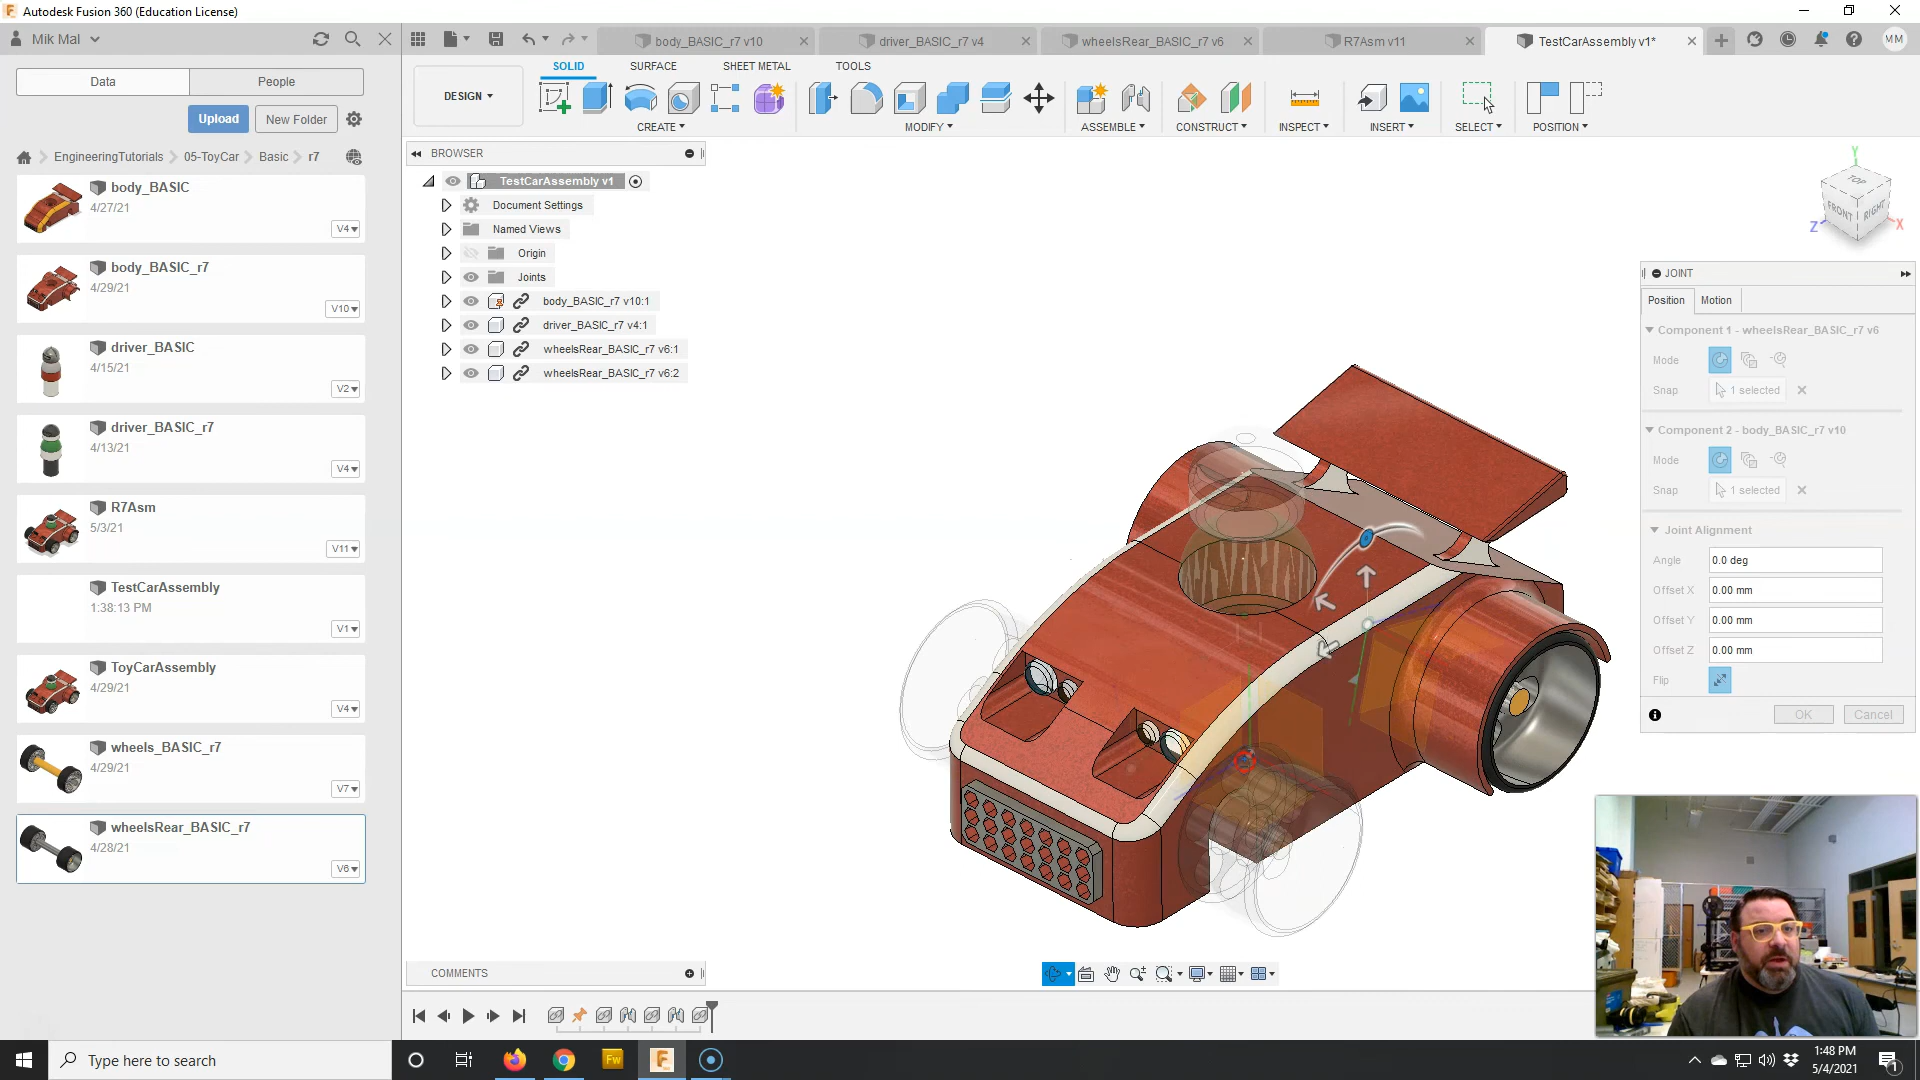 Autodesk Fusion 360 (Education License)
Mik Mal
body_BASIC_r7 v10
driver_BASIC_r7 v4
wheelsRear_BASIC_r7 v6
R7Asm v11
TestCarAssembly v1*
MM
Data
People
Upload
New Folder
EngineeringTutorials
05-ToyCar
Basic
r7
body_BASIC
4/27/21
V4
body_BASIC_r7
4/29/21
V10
driver_BASIC
4/15/21
V2
driver_BASIC_r7
4/13/21
V4
R7Asm
5/3/21
V11
TestCarAssembly
1:38:13 PM
V1
ToyCarAssembly
4/29/21
V4
wheels_BASIC_r7
4/29/21
V7
wheelsRear_BASIC_r7
4/28/21
V6
SOLID
SURFACE
SHEET METAL
TOOLS
DESIGN
CREATE
MODIFY
ASSEMBLE
CONSTRUCT
INSPECT
INSERT
SELECT
POSITION
BROWSER
TestCarAssembly v1
Document Settings
Named Views
Origin
Joints
body_BASIC_r7 v10:1
driver_BASIC_r7 v4:1
wheelsRear_BASIC_r7 v6:1
wheelsRear_BASIC_r7 v6:2
Y
TOP
FRONT
RIGHT
Z
X
JOINT
Position
Motion
Component 1 - wheelsRear_BASIC_r7 v6
Mode
Snap
1 selected
Component 2 - body_BASIC_r7 v10
Mode
Snap
1 selected
Joint Alignment
Angle
0.0 deg
Offset X
0.00 mm
Offset Y
0.00 mm
Offset Z
0.00 mm
Flip
OK
Cancel
COMMENTS
Type here to search
Fw
1:48 PM
5/4/2021
1